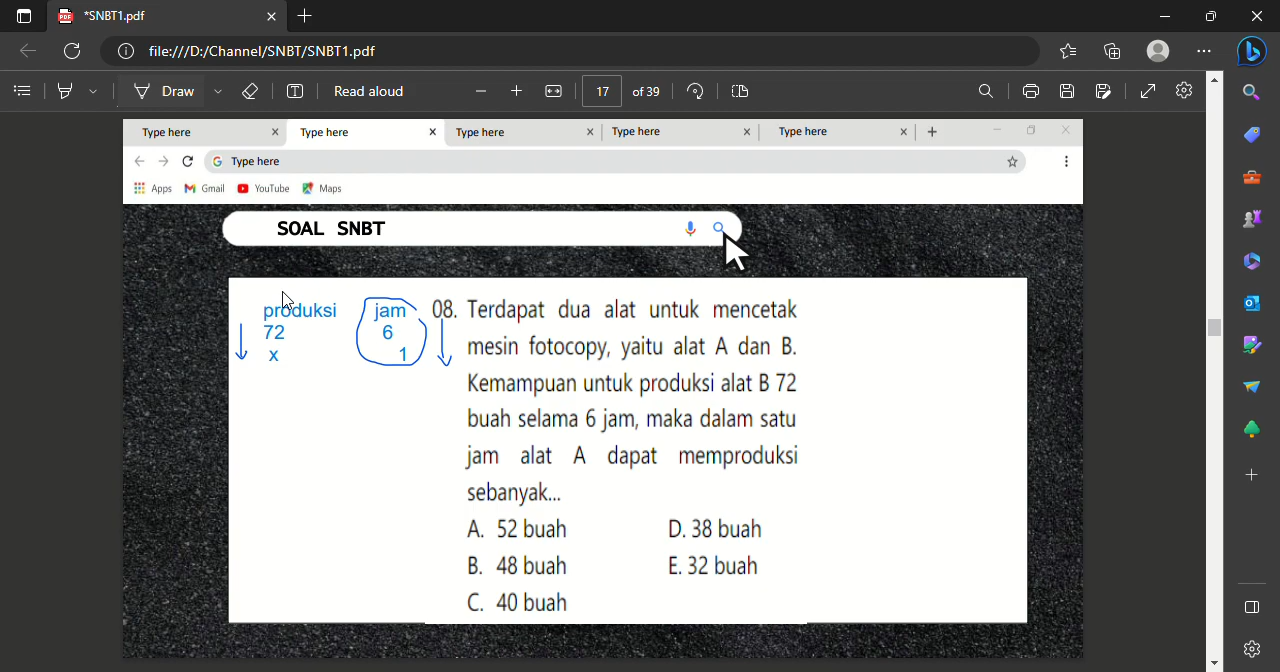 *SNBT1.pdf
file:///D:/Channel/SNBT/SNBT1.pdf
Draw
Read aloud
17 of 39
Type here
Type here
Type here
Type here
Type here
Type here
Apps Gmail YouTube Maps
SOAL SNBT
produksi jam
72 6
x 1
08. Terdapat dua alat untuk mencetak
mesin fotocopy, yaitu alat A dan B.
Kemampuan untuk produksi alat B 72
buah selama 6 jam, maka dalam satu
jam alat A dapat memproduksi
sebanyak...
A. 52 buah D. 38 buah
B. 48 buah E. 32 buah
C. 40 buah